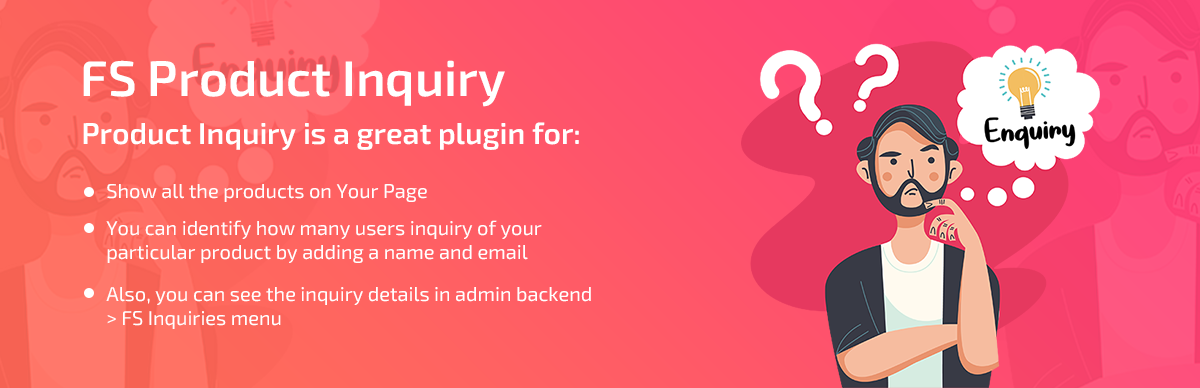 FS Product Inquiry
Product Inquiry is a great plugin for:
Show all the products on Your Page
You can identify how many users inquiry of your
particular product by adding a name and email
Also, you can see the inquiry details in admin backend
> FS Inquiries menu
Enquiry
Enquiry